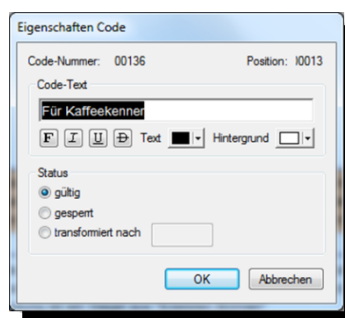 Eigenschaften Code
Code-Nummer: 00136 Position: 00013
Code-Text
Für Kaffeekenner
F I U D Text Hintergrund
Status
gültig
gesperrt
transformiert nach
OK Abbrechen